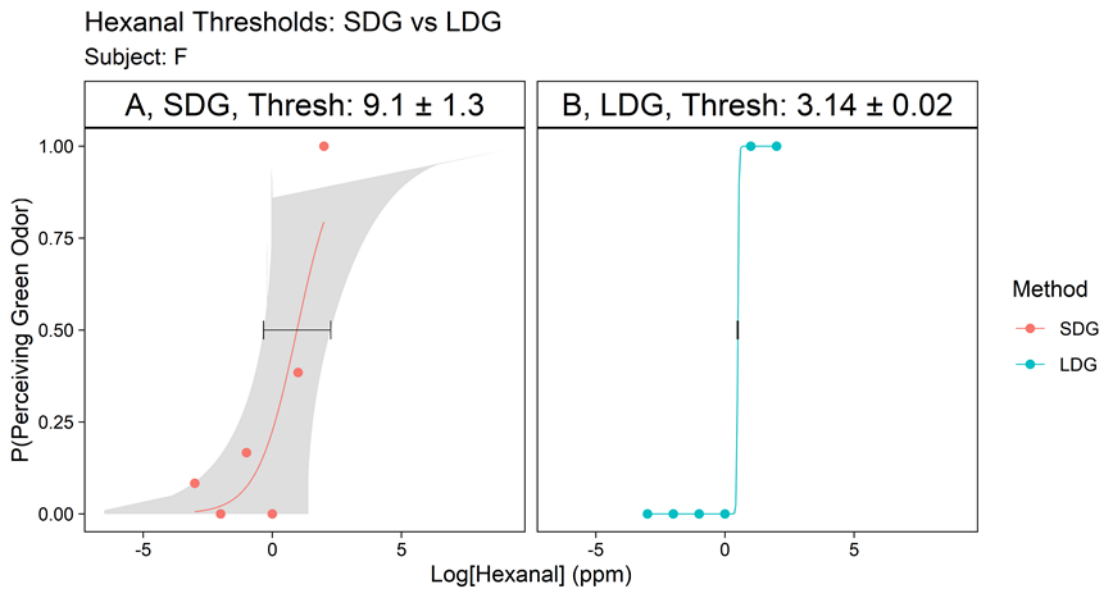 Hexanal Thresholds: SDG vs LDG
Subject: F
A, SDG, Thresh: 9.1 ± 1.3
B, LDG, Thresh: 3.14 ± 0.02
P(Perceiving Green Odor)
1.00
0.75
0.50
0.25
0.00
-5
0
5
-5
0
5
Log[Hexanal] (ppm)
Method
SDG
LDG